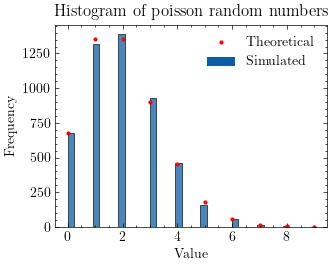 Histogram of poisson random numbers
Theoretical
Simulated
1250
1000
750
500
250
0
Frequency
0 2 4 6 8
Value